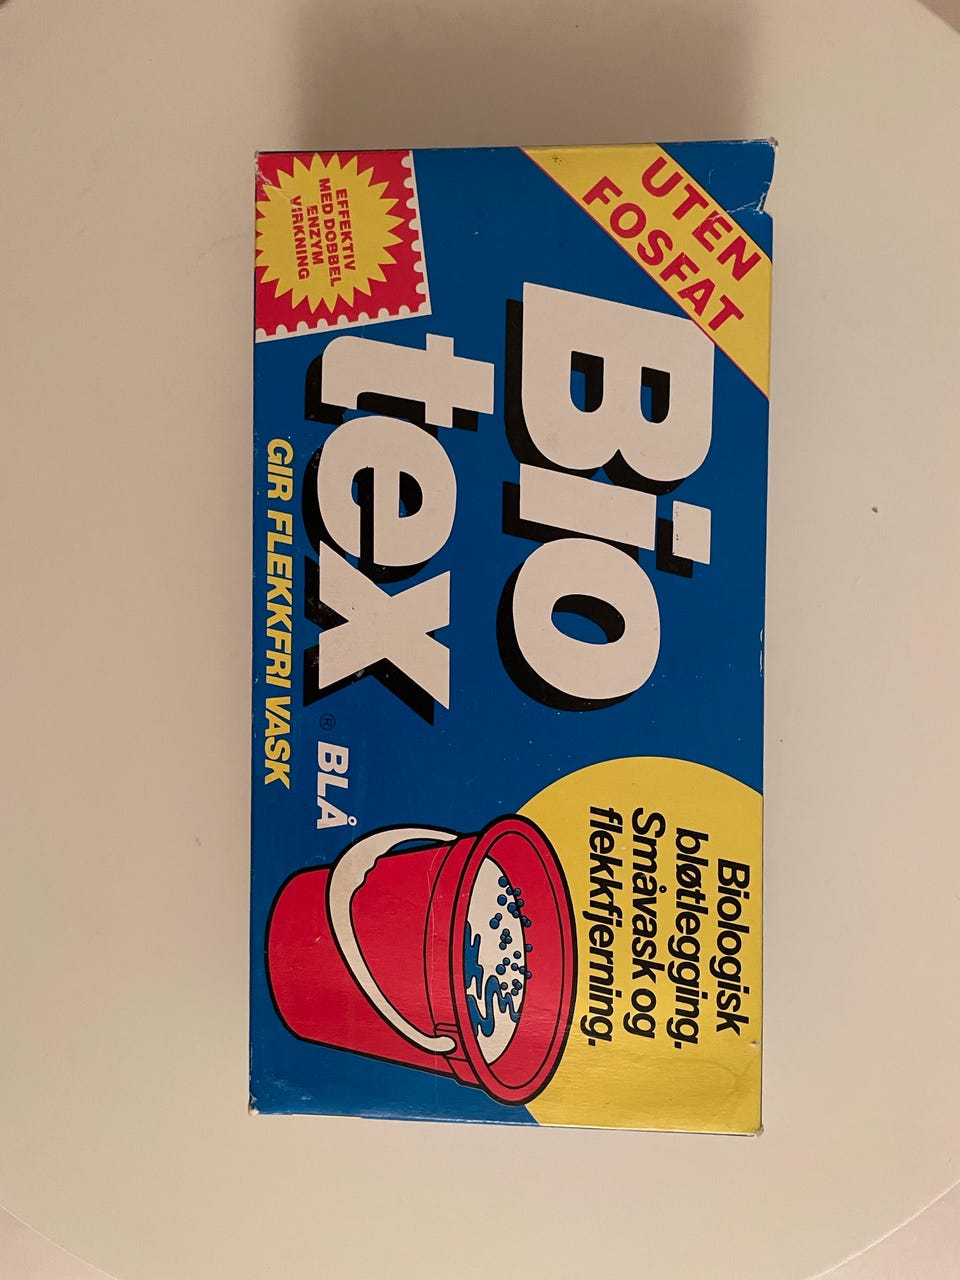 UTEN
FOSFAT
Bio
tex® BLÅ
EFFEKTIV
MED DOBBEL
ENZYM
VIRKNING
GIR FLEKKFRI VASK
Biologisk
bløtlegging.
Småvask og
flekkfjerning.